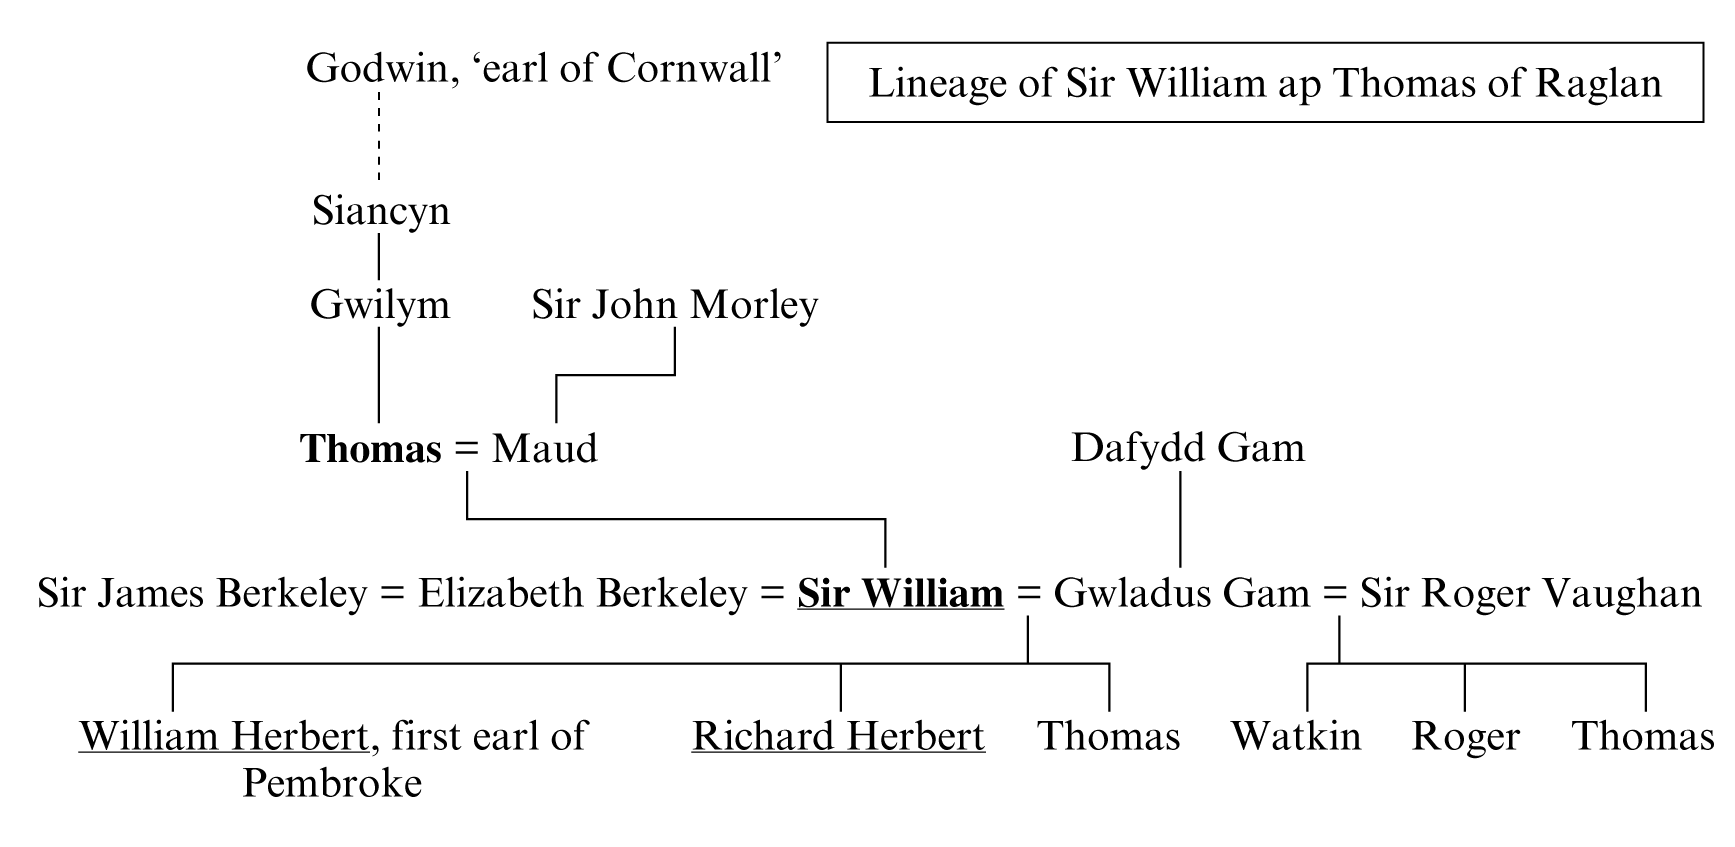 Godwin, ‘earl of Cornwall’
Lineage of Sir William ap Thomas of Raglan
Siancyn
Gwilym Sir John Morley
Thomas = Maud Dafydd Gam
Sir James Berkeley = Elizabeth Berkeley = Sir William = Gwladus Gam = Sir Roger Vaughan
William Herbert, first earl of Richard Herbert Thomas Watkin Roger Thomas
Pembroke